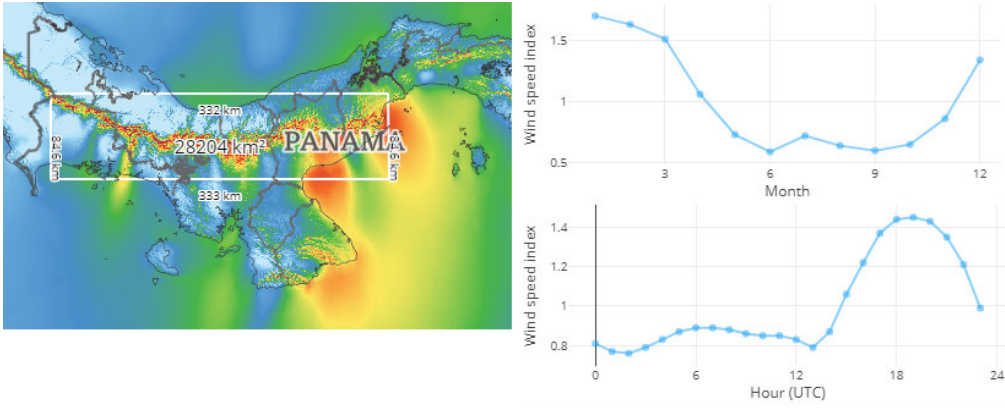 332 km
84.6 km
28204 km²
PANAMA
84.6 km
333 km
Wind speed index
1.5
1
0.5
3
6
9
12
Month
Wind speed index
1.4
1.2
1
0.8
0
6
12
18
24
Hour (UTC)